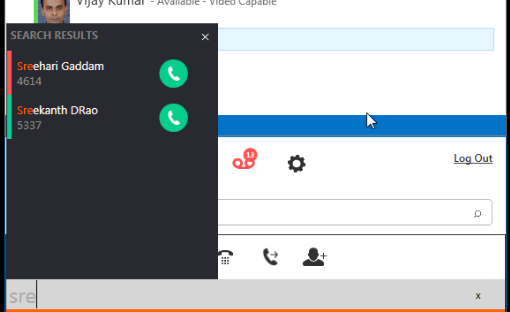 Vijay Kumar - Available - Video Capable
SEARCH RESULTS x
Sreehari Gaddam
4614
Sreekanth DRao
5337
13
Log Out
sre x